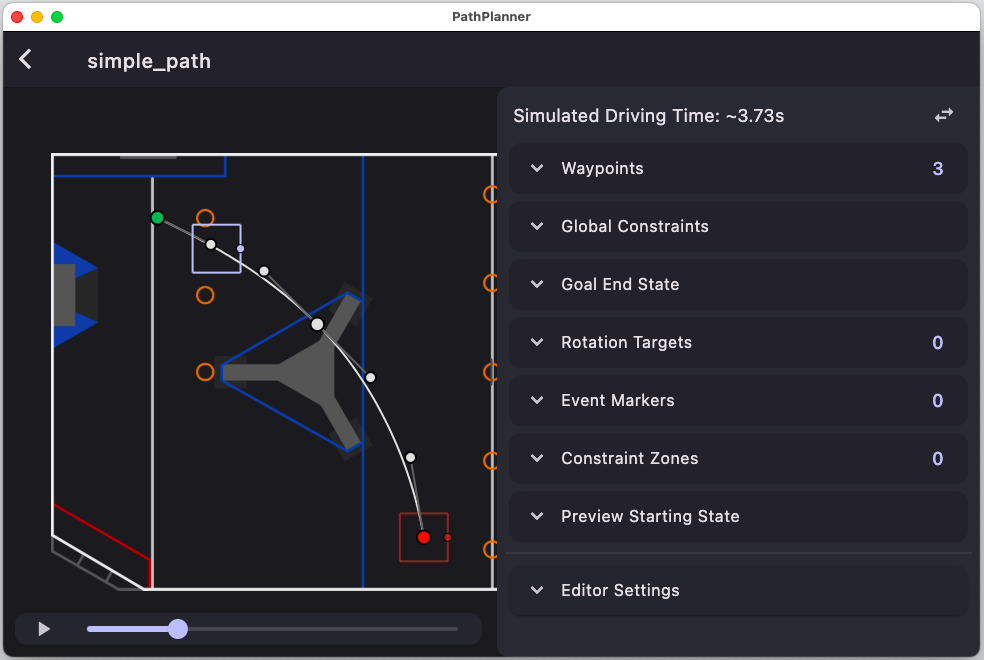 PathPlanner
simple_path
Simulated Driving Time: ~3.73s
Waypoints 3
Global Constraints
Goal End State
Rotation Targets 0
Event Markers 0
Constraint Zones 0
Preview Starting State
Editor Settings